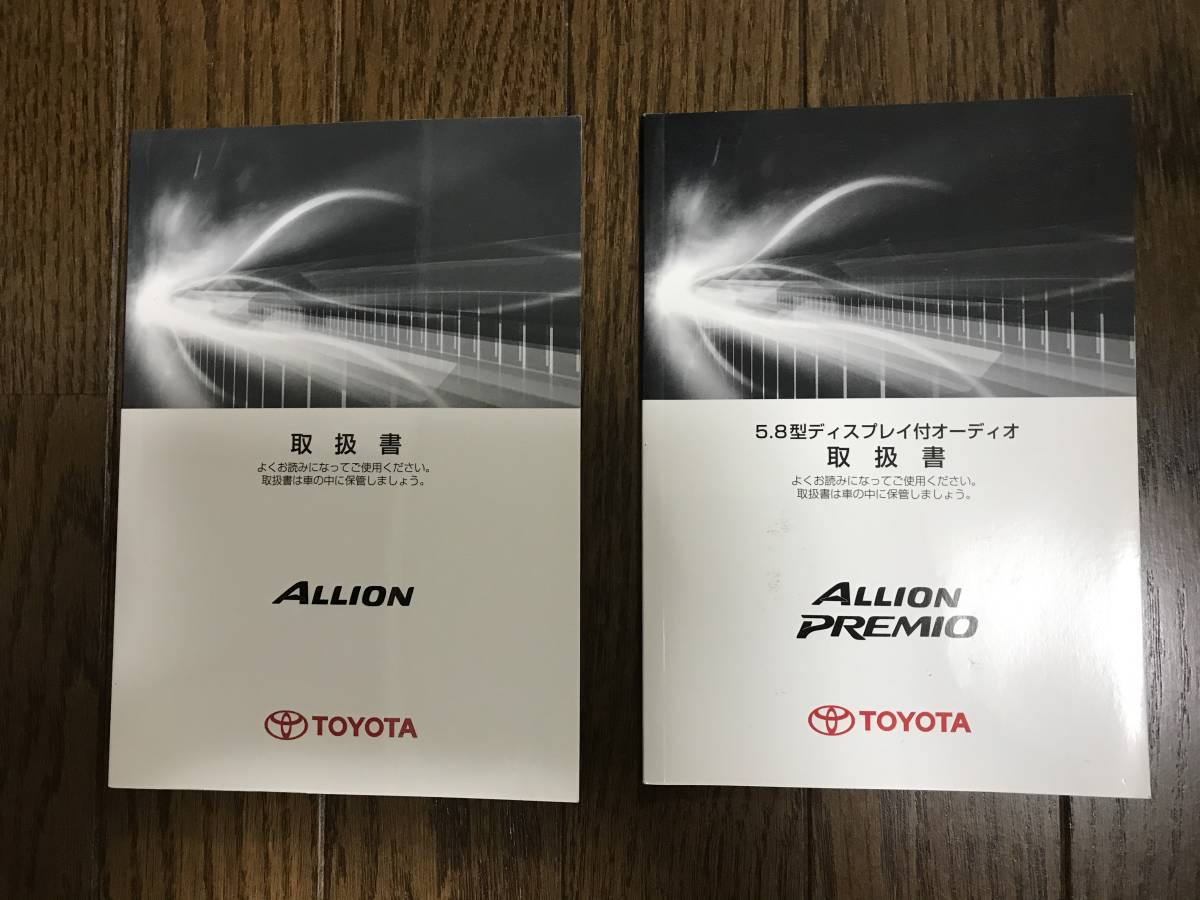 取扱書
よくお読みになってご使用ください。
取扱書は車の中に保管しましょう。
ALLION
TOYOTA
5.8型ディスプレイ付オーディオ
取扱書
よくお読みになってご使用ください。
取扱書は車の中に保管しましょう。
ALLION
PREMIO
TOYOTA